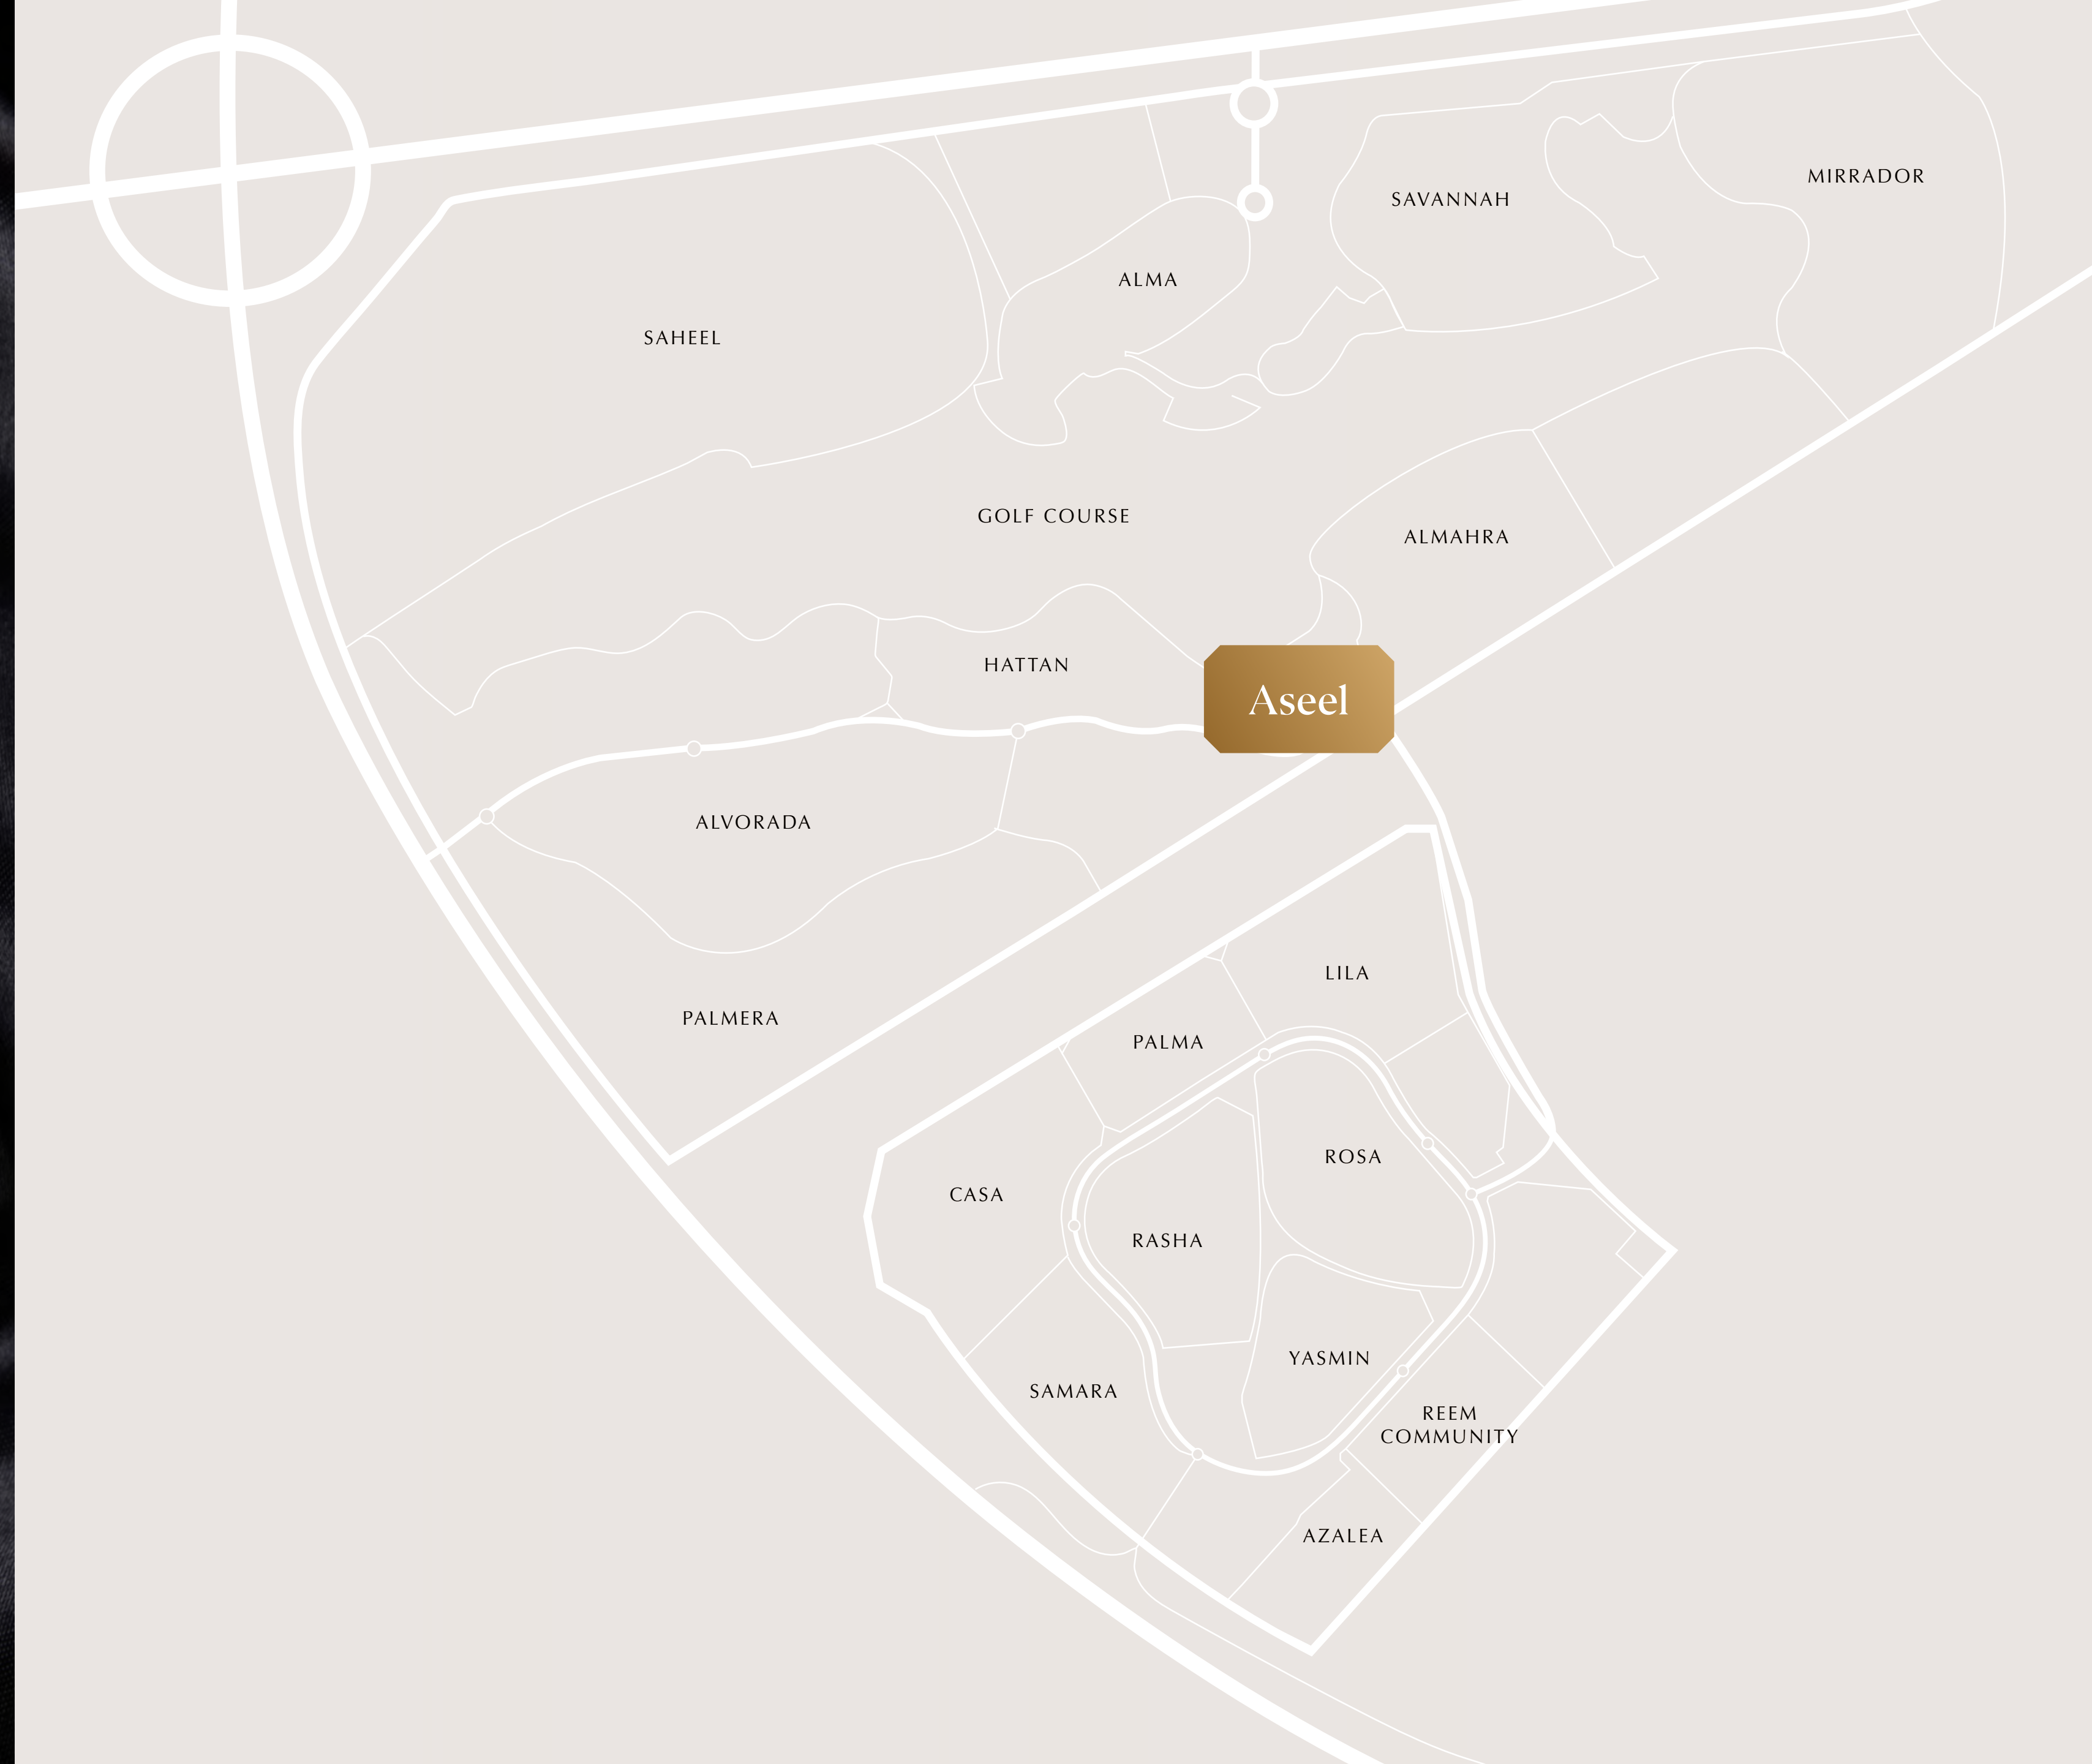 MIRRADOR
SAVANNAH
ALMA
SAHEEL
GOLF COURSE
ALMAHRA
HATTAN
Aseel
ALVORADA
LILA
PALMERA
PALMA
ROSA
CASA
RASHA
YASMIN
SAMARA
REEM
COMMUNITY
AZALEA